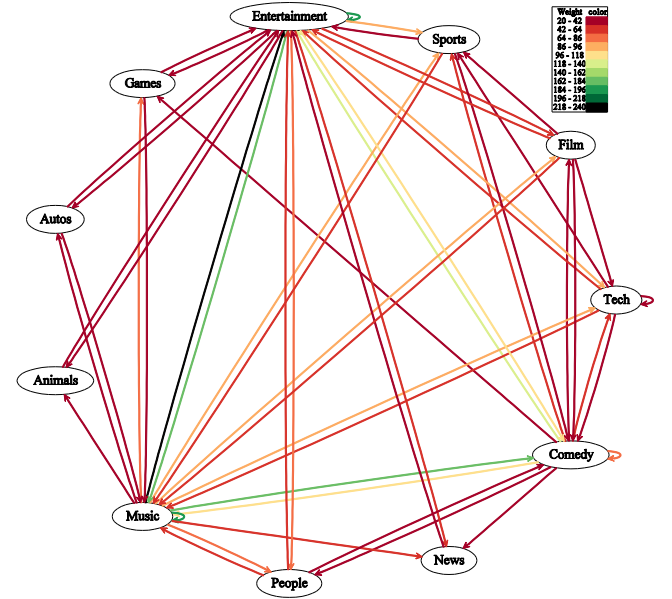 Entertainment
Sports
Weight color
20 - 42
42 - 64
64 - 86
86 - 96
96 - 118
118 - 140
140 - 162
162 - 184
184 - 196
196 - 218
218 - 240
Games
Film
Autos
Tech
Animals
Comedy
Music
News
People